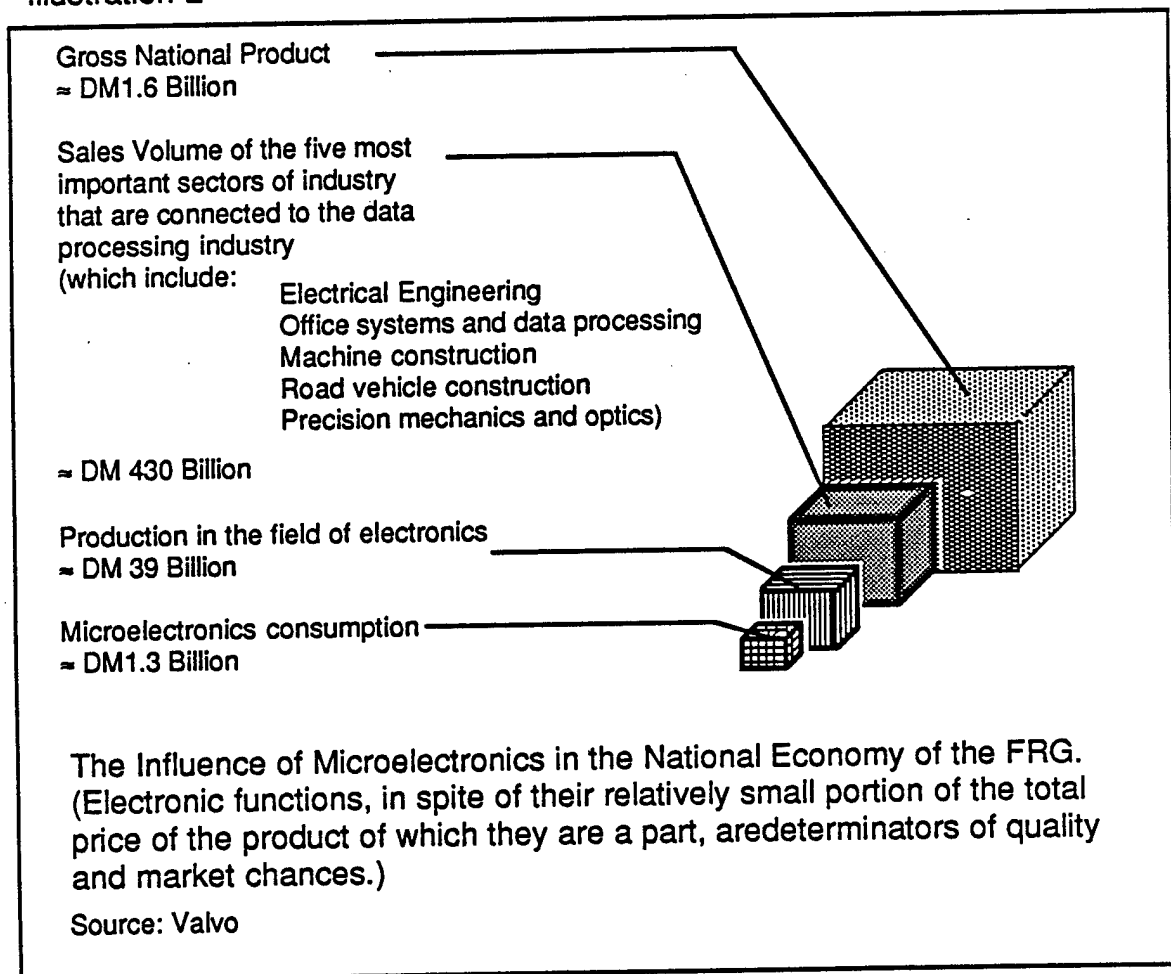 Gross National Product
≈ DM1.6 Billion
Sales Volume of the five most
important sectors of industry
that are connected to the data
processing industry
(which include:
Electrical Engineering
Office systems and data processing
Machine construction
Road vehicle construction
Precision mechanics and optics)
≈ DM 430 Billion
Production in the field of electronics
≈ DM 39 Billion
Microelectronics consumption
≈ DM1.3 Billion
The Influence of Microelectronics in the National Economy of the FRG.
(Electronic functions, in spite of their relatively small portion of the total
price of the product of which they are a part, aredeterminators of quality
and market chances.)
Source: Valvo